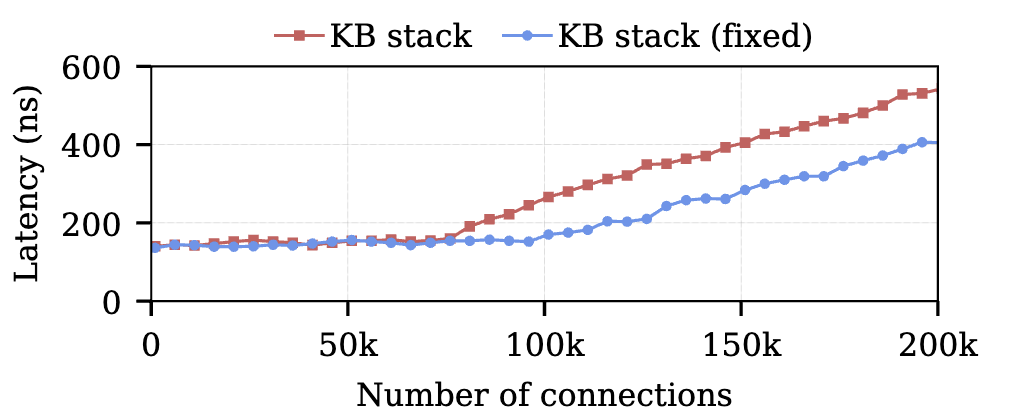 KB stack KB stack (fixed)
600
400
200
0
Latency (ns)
0 50k 100k 150k 200k
Number of connections